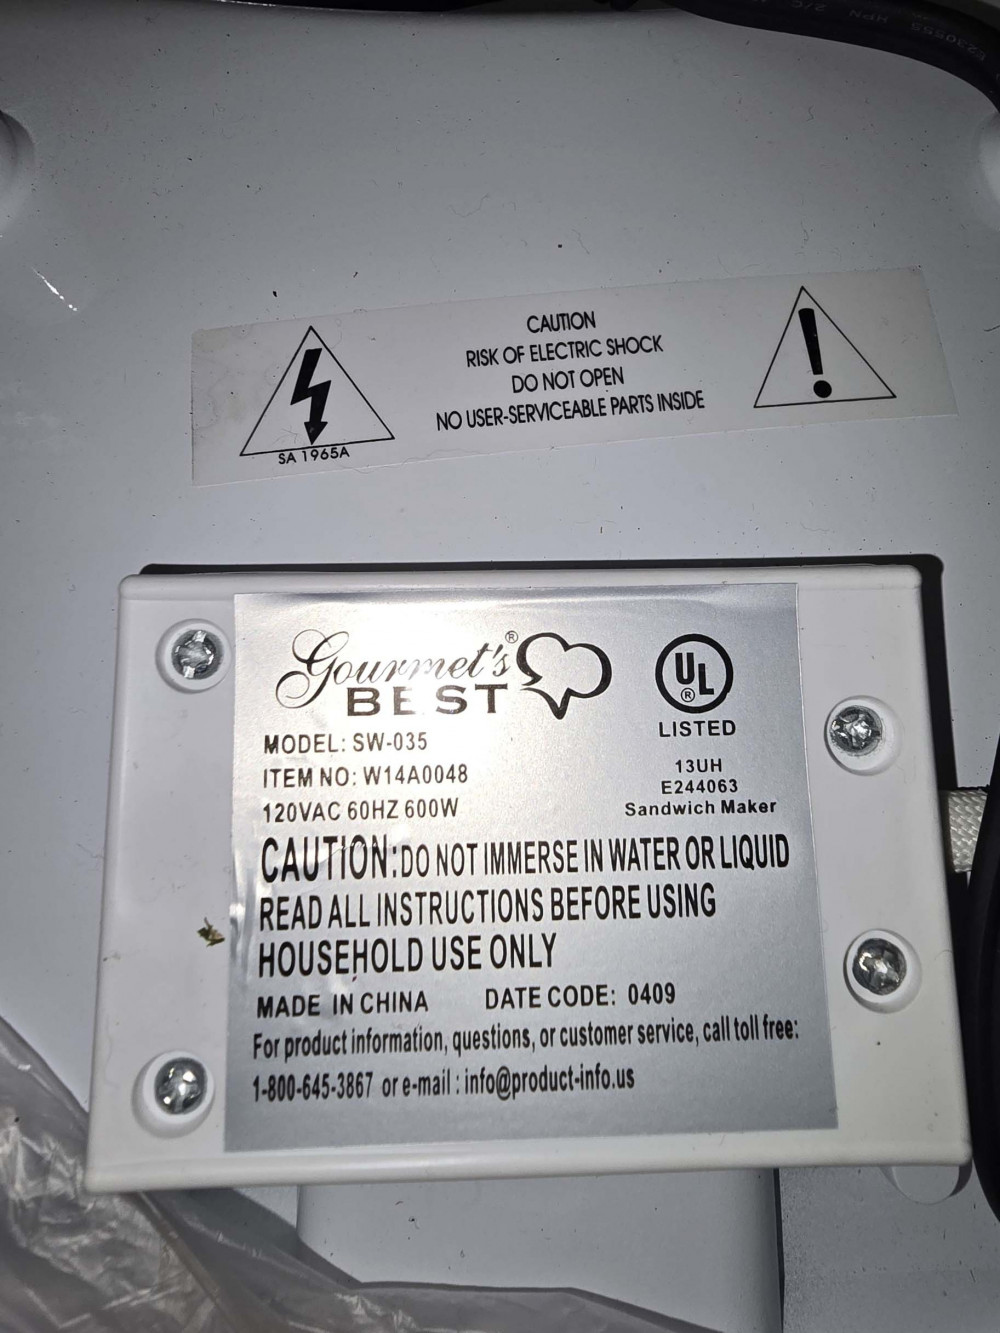 E230555 HPN 2/C
CAUTION
RISK OF ELECTRIC SHOCK
DO NOT OPEN
NO USER-SERVICEABLE PARTS INSIDE
SA 1965A
Gourmet's®
BEST
UL
®
LISTED
MODEL: SW-035
ITEM NO: W14A0048
120VAC 60HZ 600W
13UH
E244063
Sandwich Maker
CAUTION:DO NOT IMMERSE IN WATER OR LIQUID
READ ALL INSTRUCTIONS BEFORE USING
HOUSEHOLD USE ONLY
MADE IN CHINA DATE CODE: 0409
For product information, questions, or customer service, call toll free:
1-800-645-3867 or e-mail : info@product-info.us